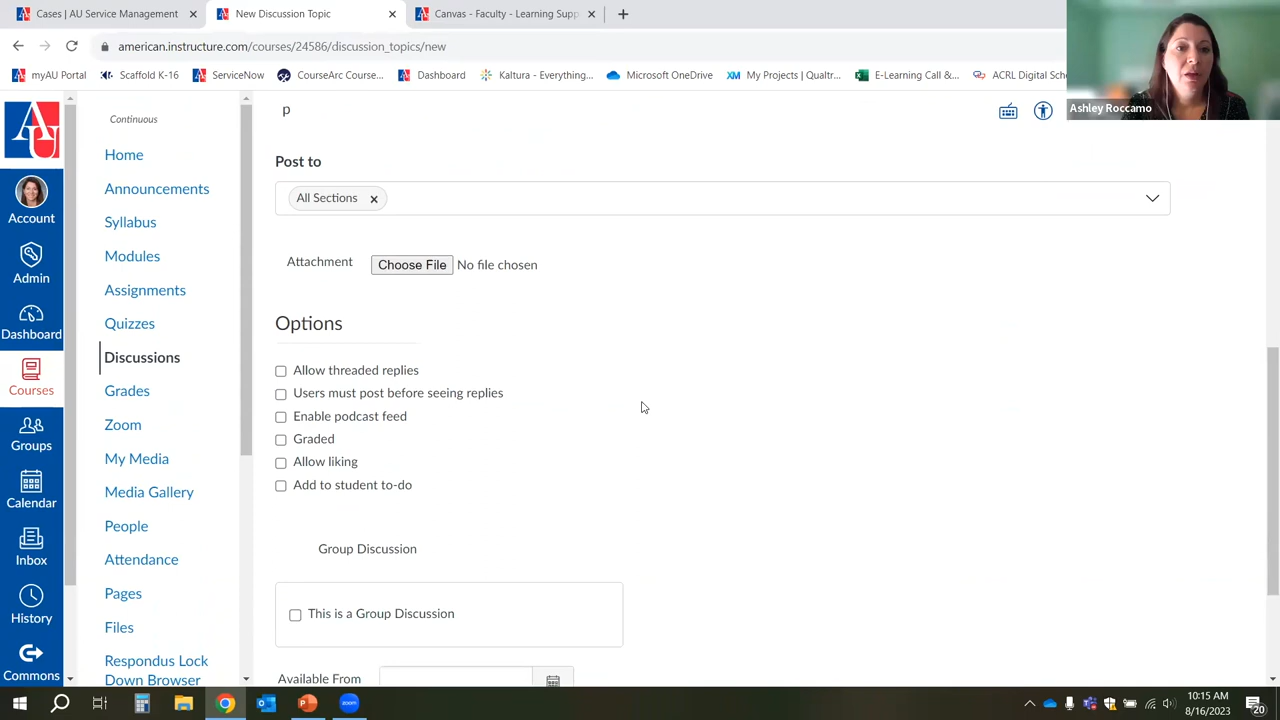 Cases | AU Service Management
New Discussion Topic
Canvas - Faculty - Learning Supp
american.instructure.com/courses/24586/discussion_topics/new
myAU Portal
Scaffold K-16
ServiceNow
CourseArc Course...
Dashboard
Kaltura - Everything...
Microsoft OneDrive
My Projects | Qualtr...
E-Learning Call &...
ACRL Digital Sch
Ashley Roccamo
AU
Account
Admin
Dashboard
Courses
Groups
Calendar
Inbox
History
Commons
Continuous
Home
Announcements
Syllabus
Modules
Assignments
Quizzes
Discussions
Grades
Zoom
My Media
Media Gallery
People
Attendance
Pages
Files
Respondus Lock
Down Browser
p
Post to
All Sections
Attachment Choose File No file chosen
Options
Allow threaded replies
Users must post before seeing replies
Enable podcast feed
Graded
Allow liking
Add to student to-do
Group Discussion
This is a Group Discussion
Available From
10:15 AM
8/16/2023
20